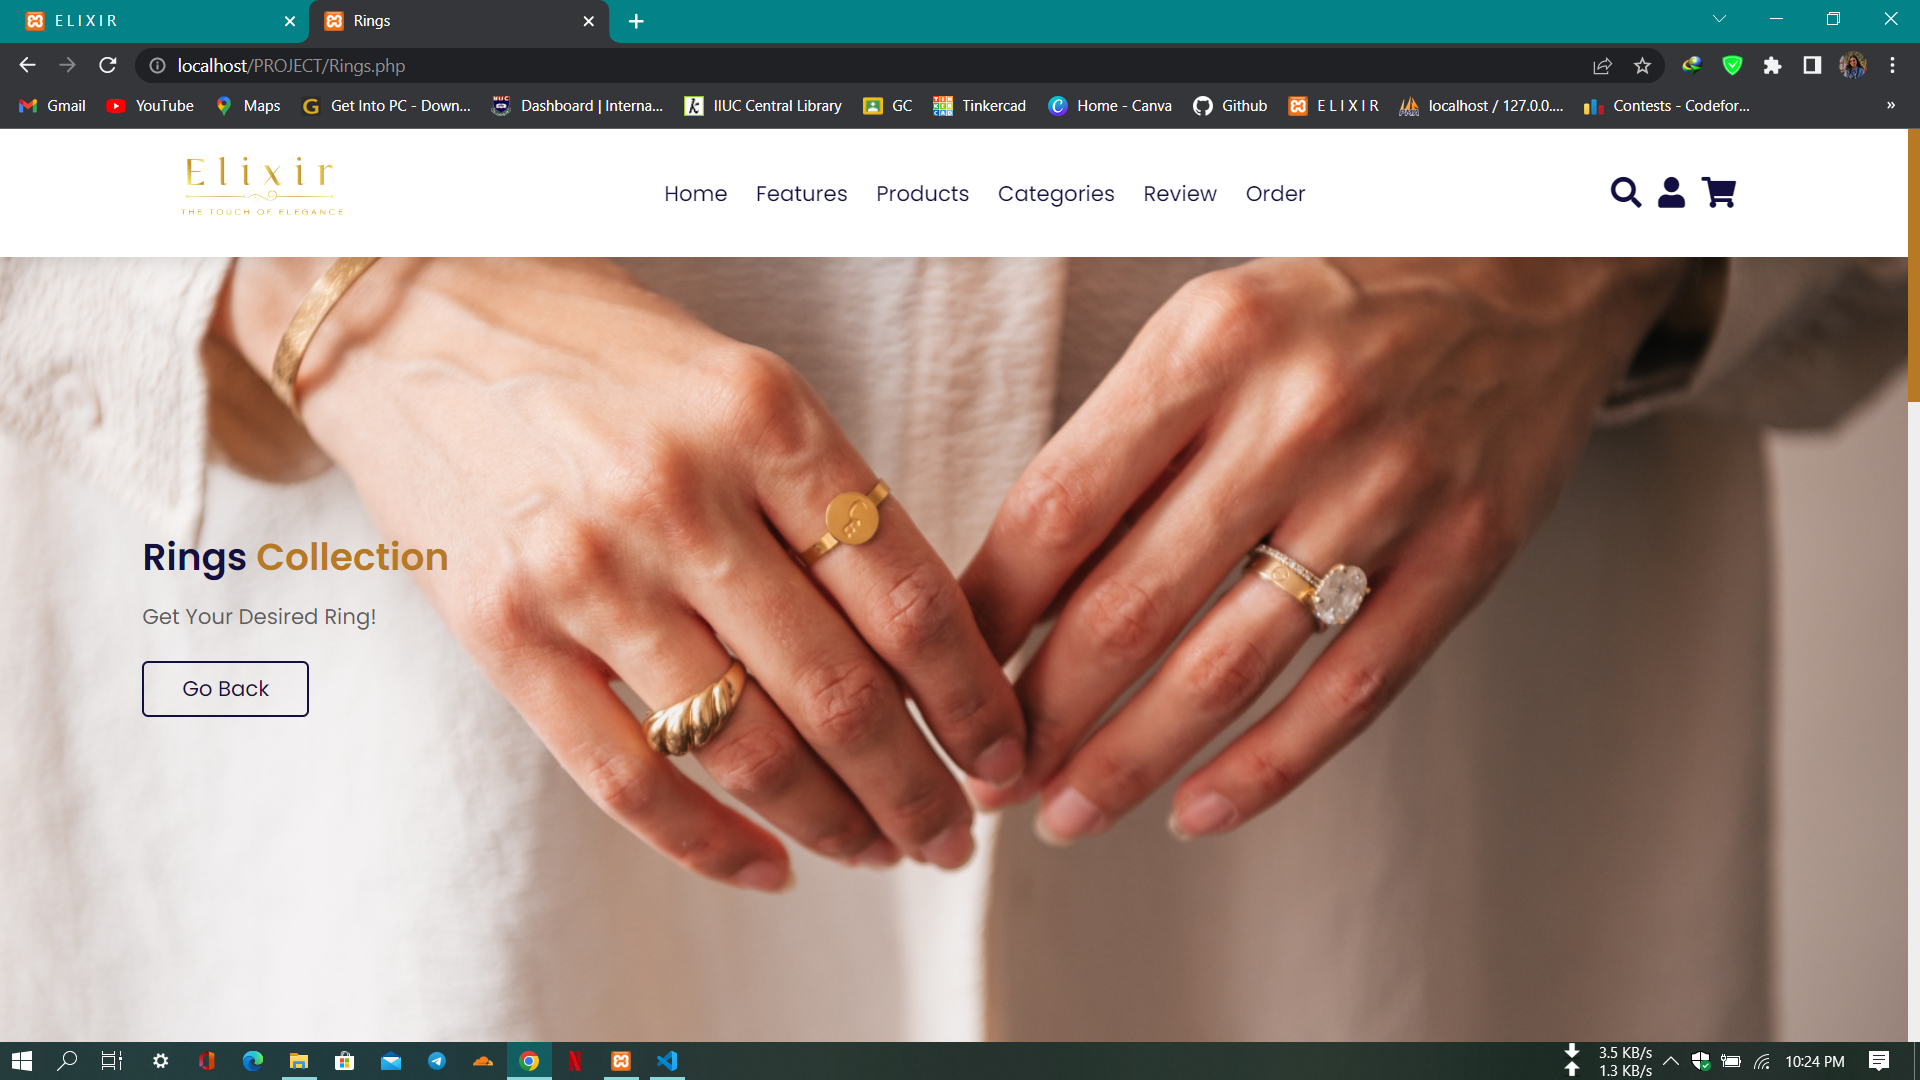 E L I X I R
Rings
localhost/PROJECT/Rings.php
Gmail
YouTube
Maps
Get Into PC - Down...
Dashboard | Interna...
IIUC Central Library
GC
Tinkercad
Home - Canva
Github
E L I X I R
localhost / 127.0.0....
Contests - Codefor...
»
Elixir
THE TOUCH OF ELEGANCE
Home
Features
Products
Categories
Review
Order
Rings Collection
Get Your Desired Ring!
Go Back
3.5 KB/s
1.3 KB/s
10:24 PM